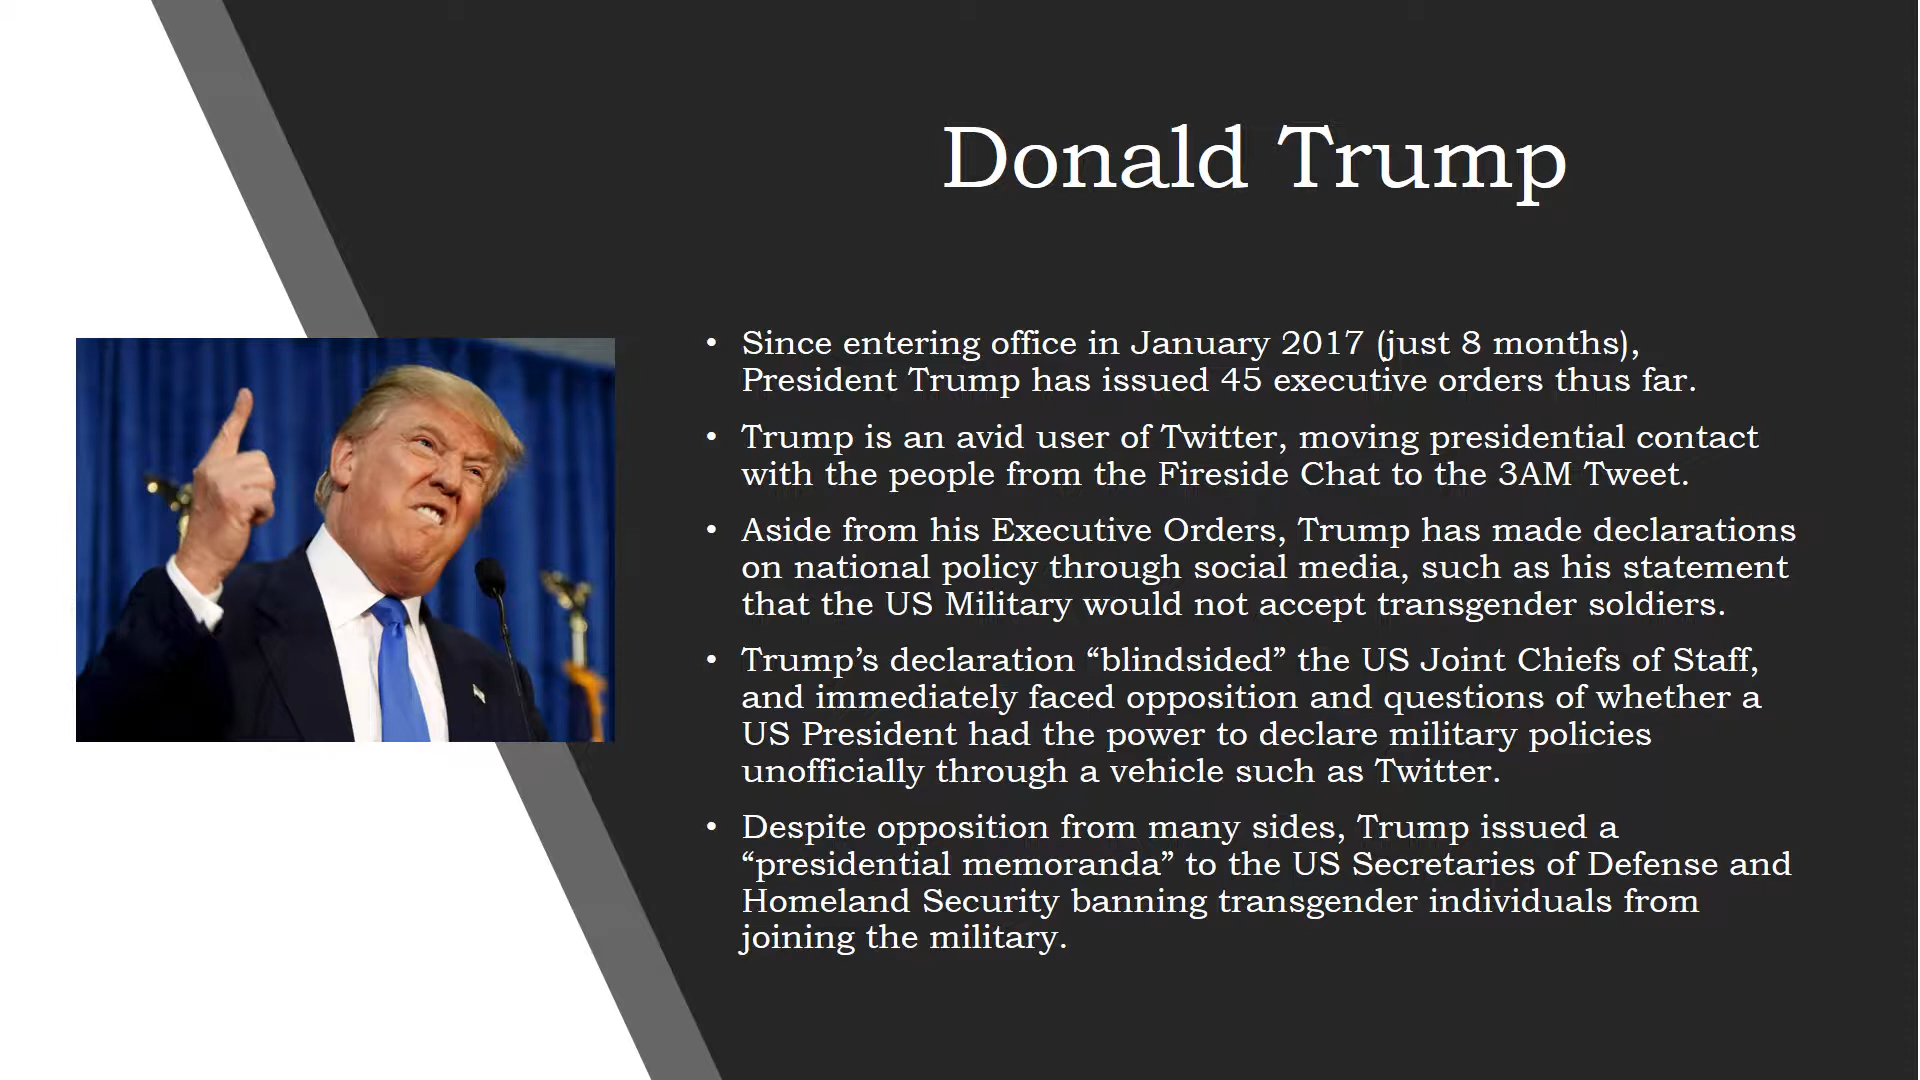 Donald Trump
• Since entering office in January 2017 (just 8 months),
President Trump has issued 45 executive orders thus far.
• Trump is an avid user of Twitter, moving presidential contact
with the people from the Fireside Chat to the 3AM Tweet.
• Aside from his Executive Orders, Trump has made declarations
on national policy through social media, such as his statement
that the US Military would not accept transgender soldiers.
• Trump’s declaration “blindsided” the US Joint Chiefs of Staff,
and immediately faced opposition and questions of whether a
US President had the power to declare military policies
unofficially through a vehicle such as Twitter.
• Despite opposition from many sides, Trump issued a
“presidential memoranda” to the US Secretaries of Defense and
Homeland Security banning transgender individuals from
joining the military.